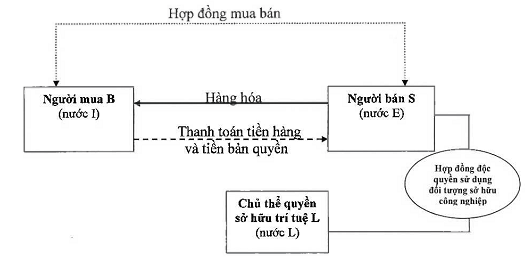 Hợp đồng mua bán
Người mua B
(nước I)
Hàng hóa
Người bán S
(nước E)
Thanh toán tiền hàng
và tiền bản quyền
Hợp đồng độc
quyền sử dụng
đối tượng sở hữu
công nghiệp
Chủ thể quyền
sở hữu trí tuệ L
(nước L)